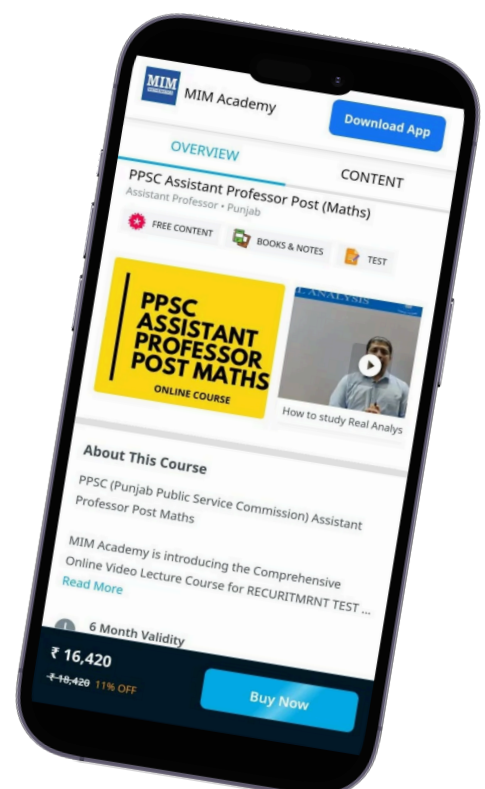 MIM
MIM Academy
Download App
OVERVIEW
CONTENT
PPSC Assistant Professor Post (Maths)
Assistant Professor • Punjab
FREE CONTENT
BOOKS & NOTES
TEST
PPSC
ASSISTANT
PROFESSOR
POST MATHS
ONLINE COURSE
L ANALYSIS
How to study Real Analys
About This Course
PPSC (Punjab Public Service Commission) Assistant
Professor Post Maths
MIM Academy is introducing the Comprehensive
Online Video Lecture Course for RECURITMRNT TEST ...
Read More
6 Month Validity
₹ 16,420
₹ 18,420 11% OFF
Buy Now